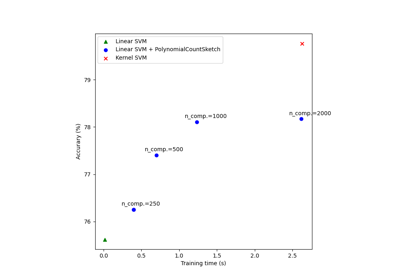 Linear SVM
Linear SVM + PolynomialCountSketch
Kernel SVM
79
n_comp.=2000
n_comp.=1000
78
n_comp.=500
77
n_comp.=250
76
Accurary (%)
0.0 0.5 1.0 1.5 2.0 2.5
Training time (s)